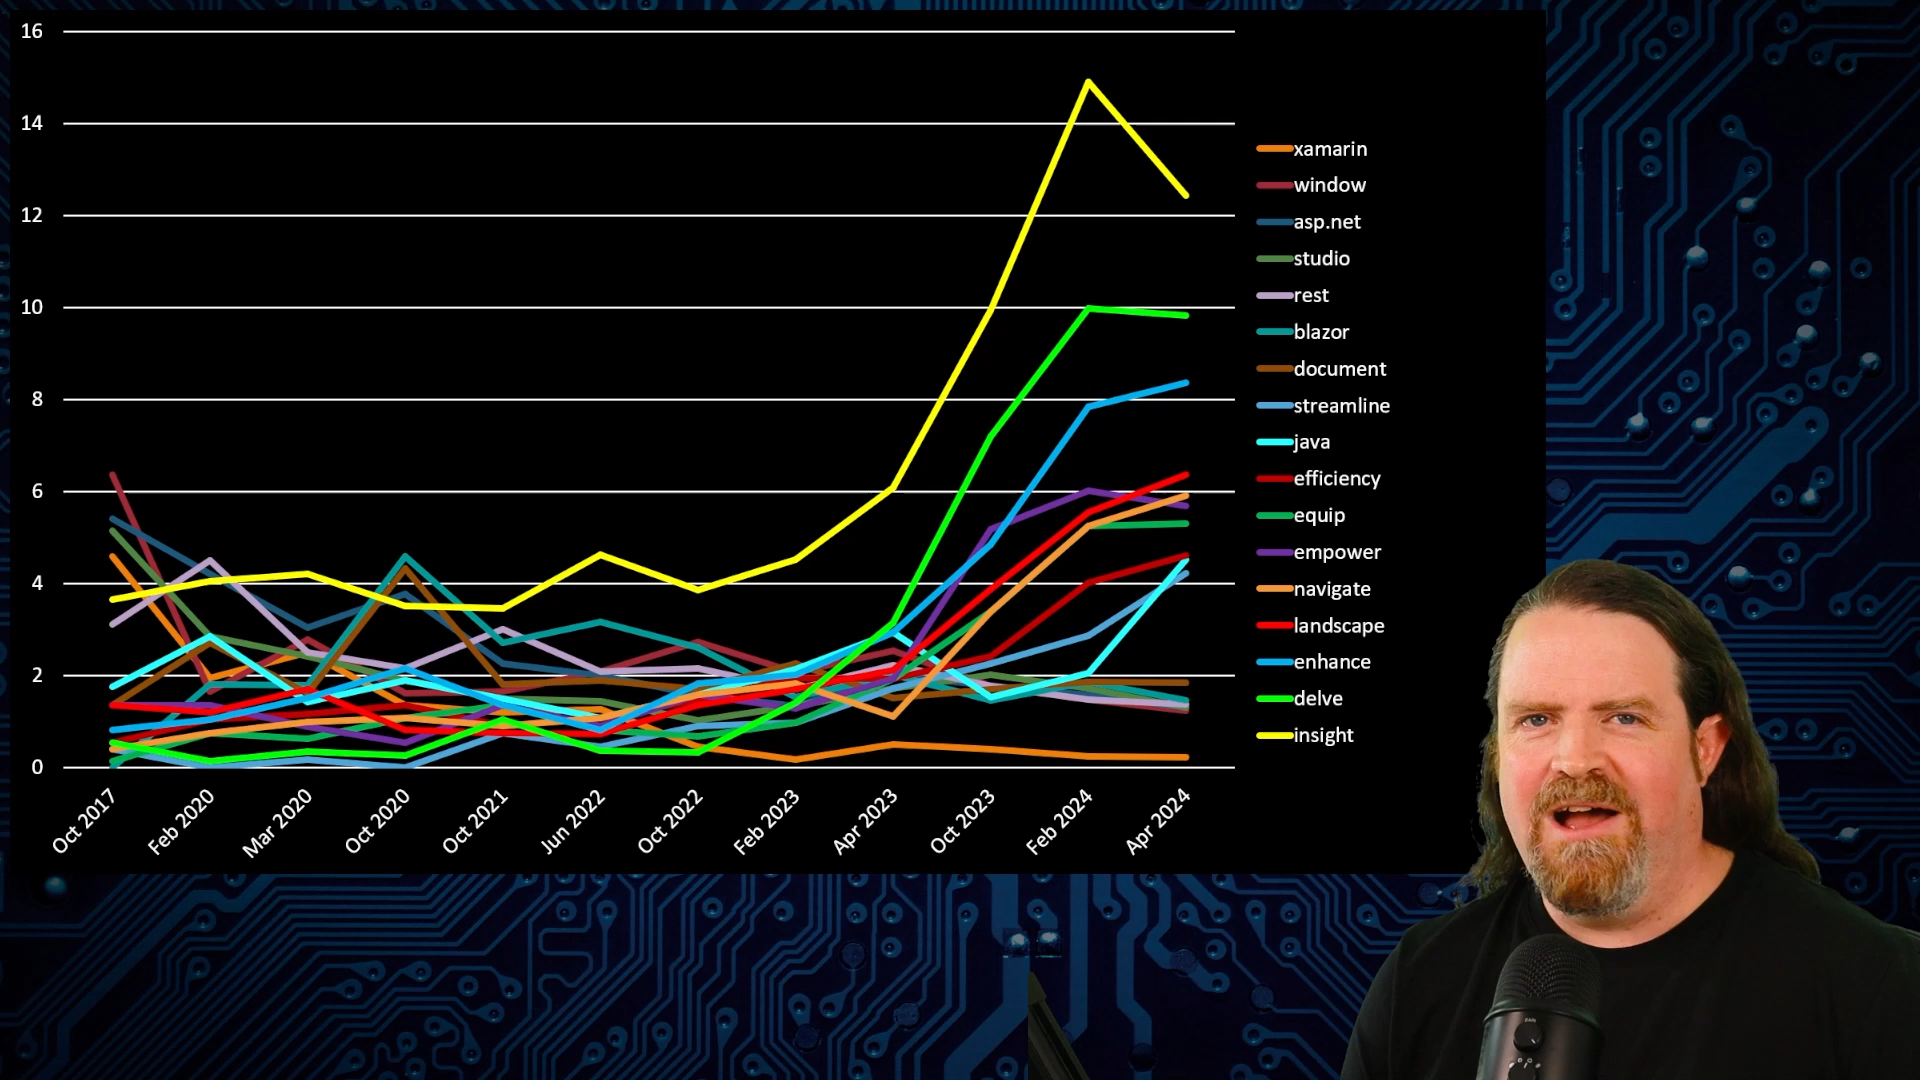 16
14
12
10
8
6
4
2
0
Oct 2017
Feb 2020
Mar 2020
Oct 2020
Oct 2021
Jun 2022
Oct 2022
Feb 2023
Apr 2023
Oct 2023
Feb 2024
Apr 2024
xamarin
window
asp.net
studio
rest
blazor
document
streamline
java
efficiency
equip
empower
navigate
landscape
enhance
delve
insight